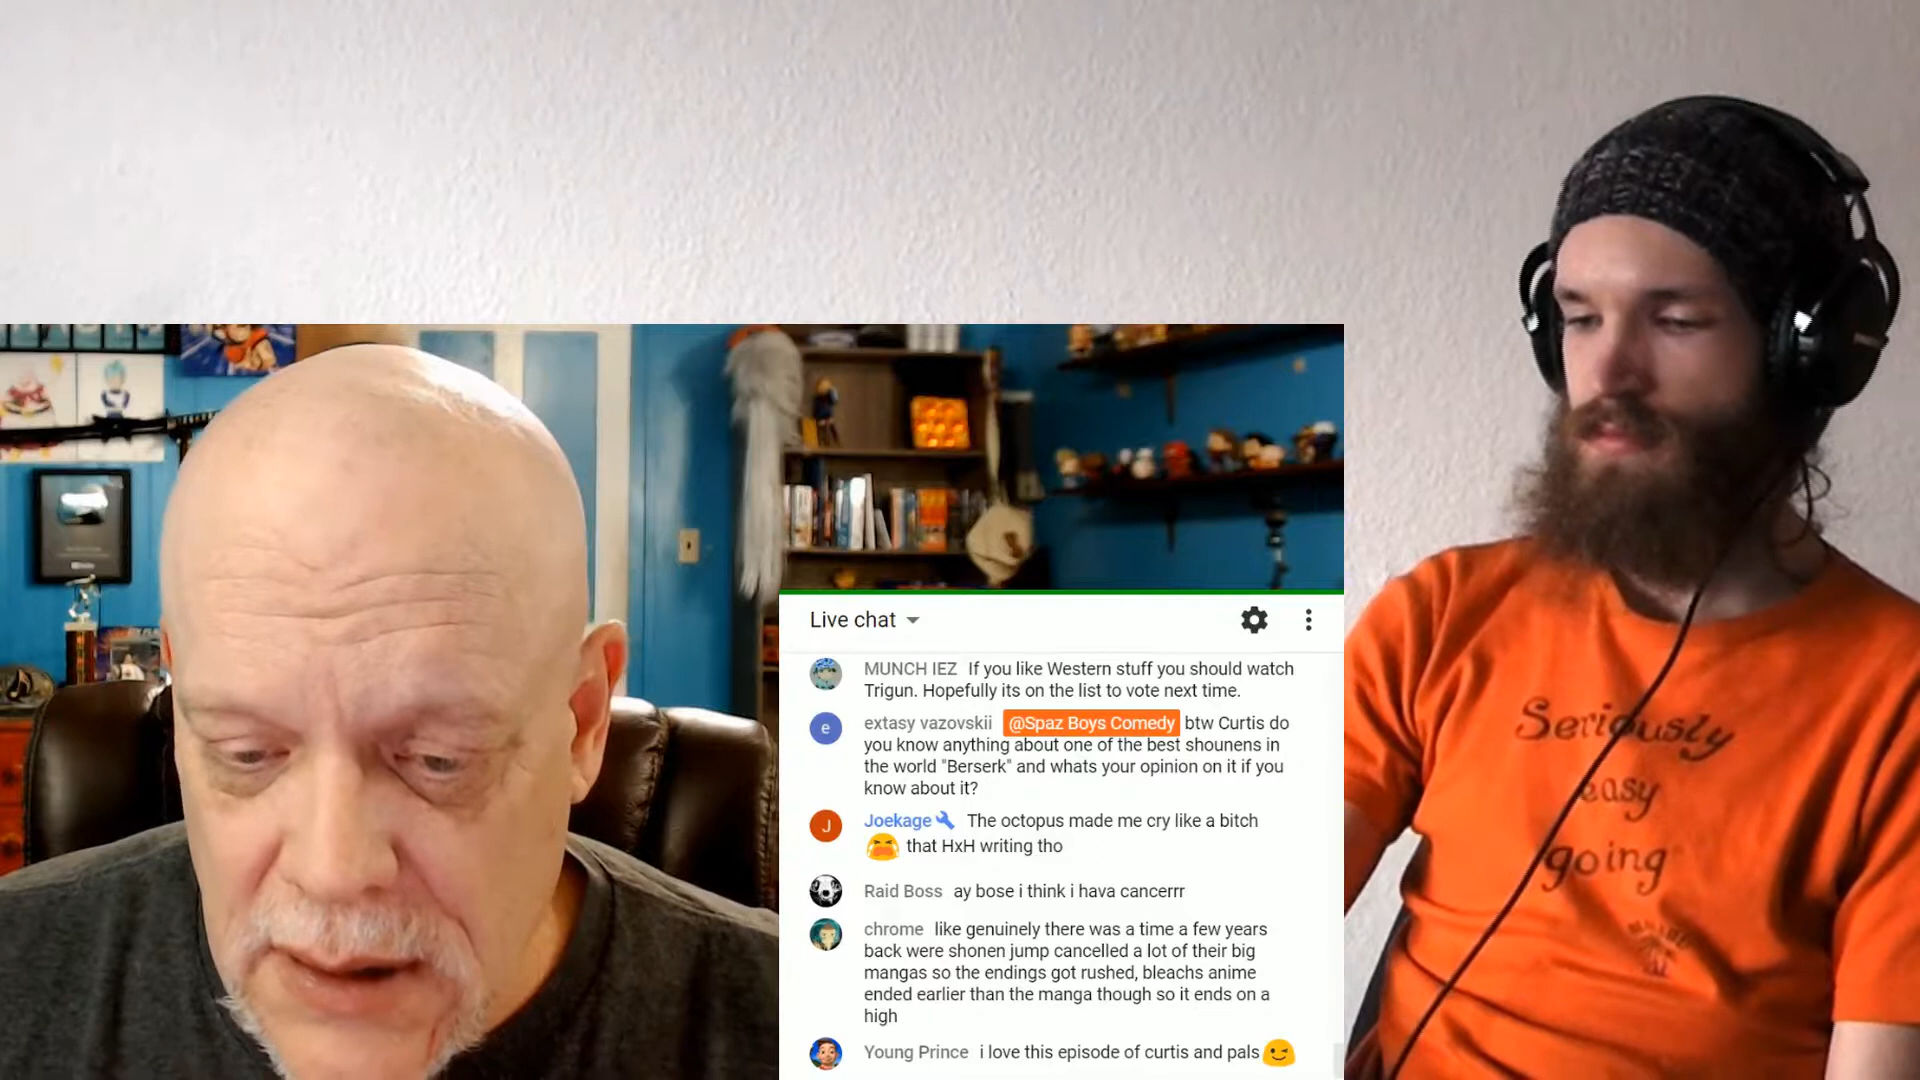 Live chat
MUNCH IEZ If you like Western stuff you should watch
Trigun. Hopefully its on the list to vote next time.
e
extasy vazovskii @Spaz Boys Comedy btw Curtis do
you know anything about one of the best shounens in
the world "Berserk" and whats your opinion on it if you
know about it?
J
Joekage The octopus made me cry like a bitch
that HxH writing tho
Raid Boss ay bose i think i hava cancerrr
chrome like genuinely there was a time a few years
back were shonen jump cancelled a lot of their big
mangas so the endings got rushed, bleachs anime
ended earlier than the manga though so it ends on a
high
Young Prince i love this episode of curtis and pals
Seriously
easy
going